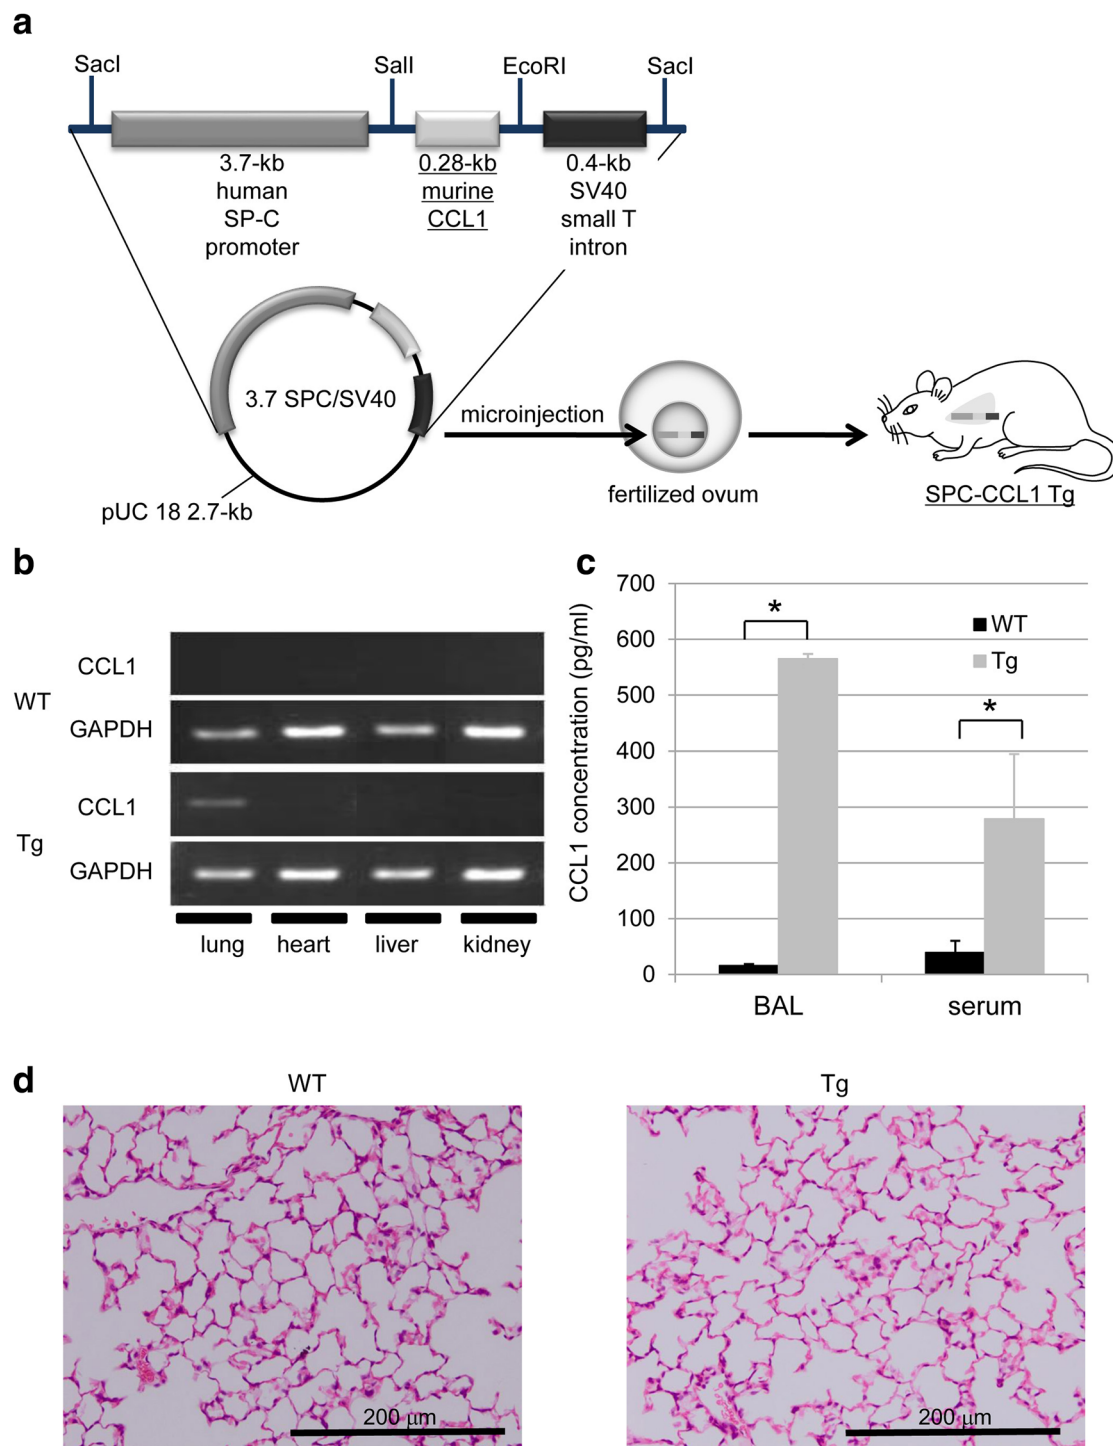 a
SacI
SalI
EcoRI
SacI
3.7-kb
human
SP-C
promoter
0.28-kb
murine
CCL1
0.4-kb
SV40
small T
intron
3.7 SPC/SV40
microinjection
fertilized ovum
SPC-CCL1 Tg
pUC 18 2.7-kb
b
WT
CCL1
GAPDH
Tg
CCL1
GAPDH
lung heart liver kidney
c
CCL1 concentration (pg/ml)
700
600
500
400
300
200
100
0
*
*
WT
Tg
BAL serum
d
WT
200 µm
Tg
200 µm